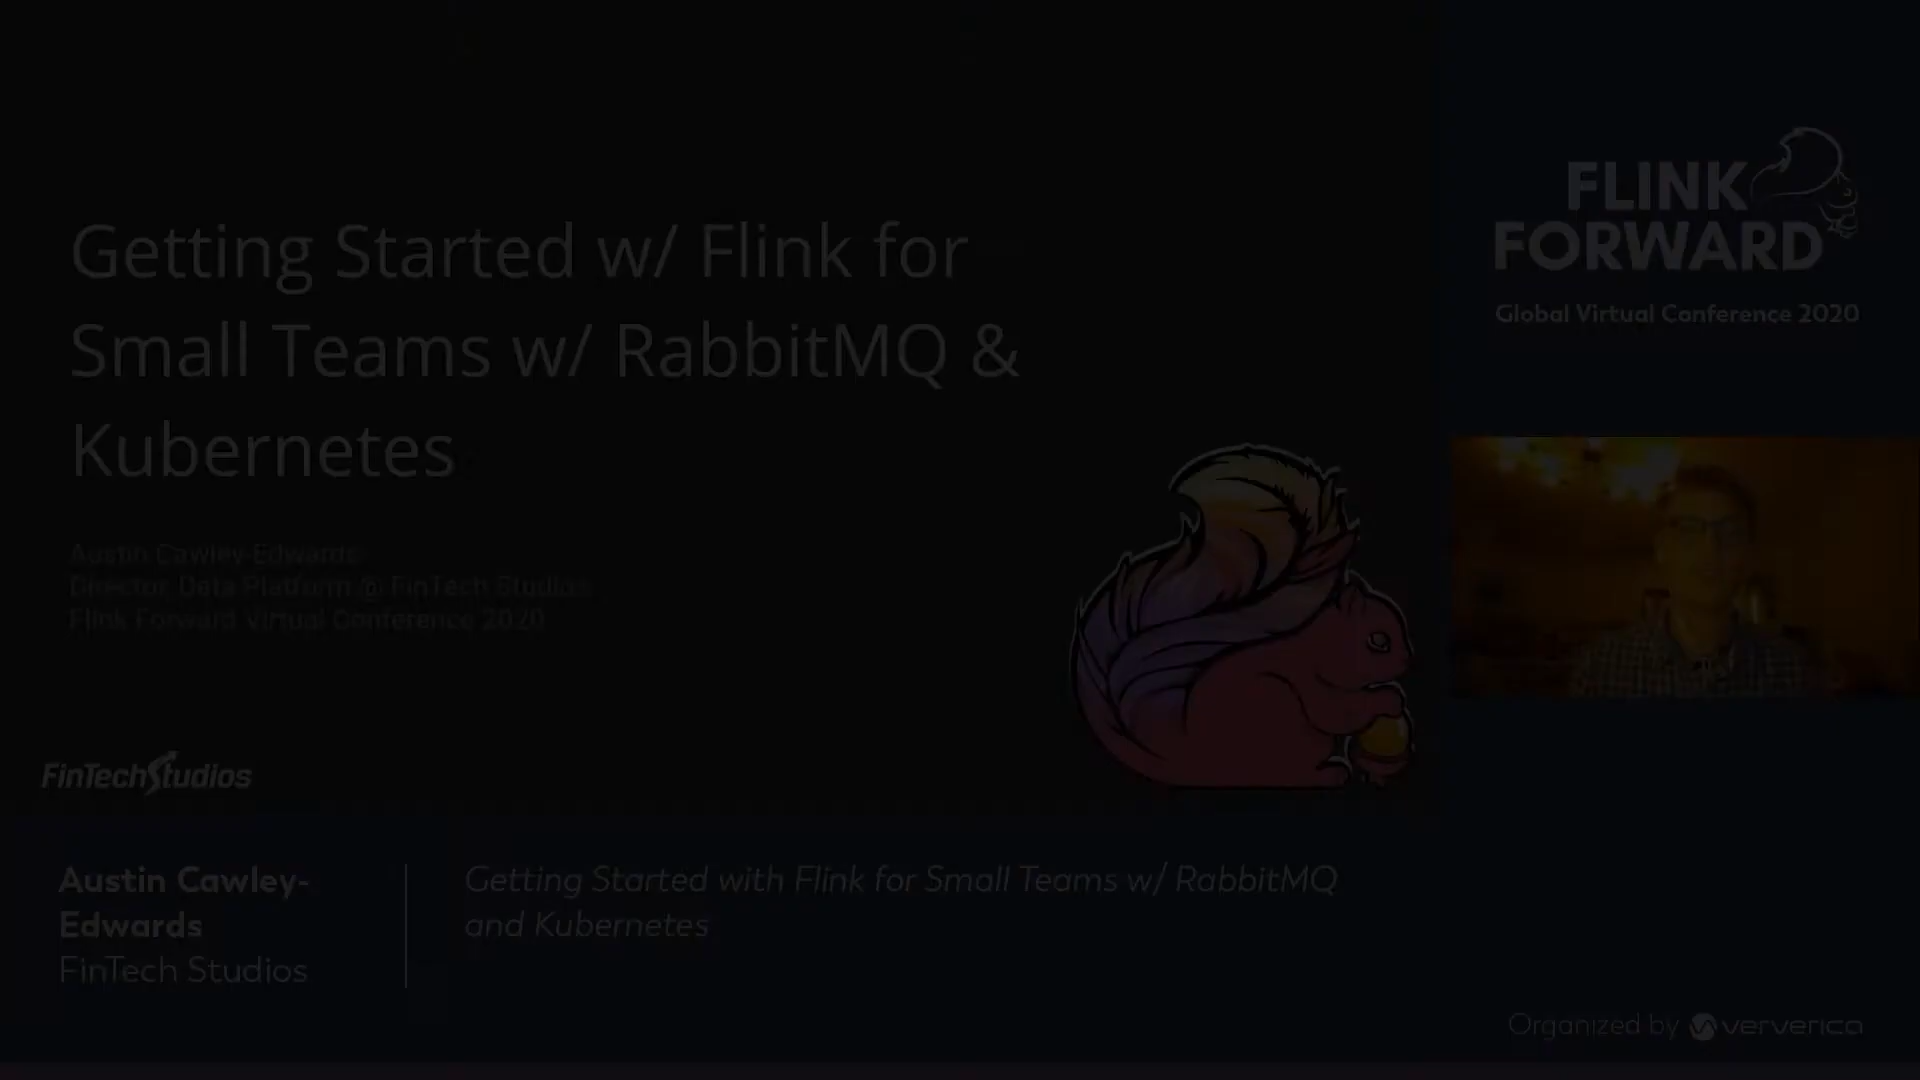 Getting Started w/ Flink for
Small Teams w/ RabbitMQ &
Kubernetes
Austin Cawley-Edwards
Director, Data Platform @ FinTech Studios
Flink Forward Virtual Conference 2020
FinTechStudios
FLINK
FORWARD
Global Virtual Conference 2020
Austin Cawley-
Edwards
FinTech Studios
Getting Started with Flink for Small Teams w/ RabbitMQ
and Kubernetes
Organized by ververica